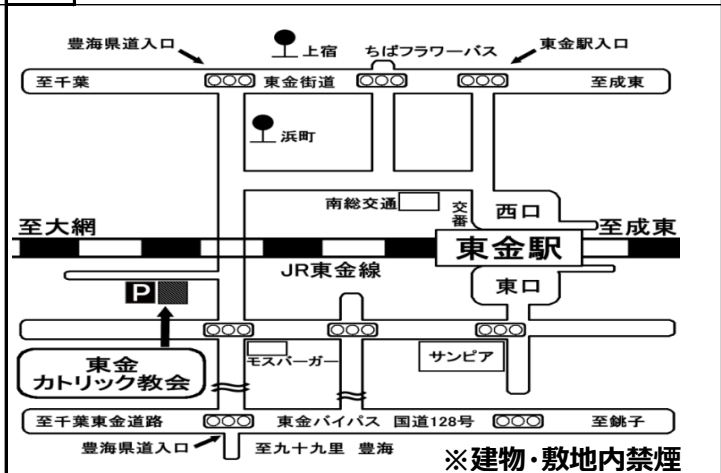 豊海県道入口
上宿
ちばフラワーバス
東金駅入口
至千葉
東金街道
至成東
浜町
南総交通
交番
西口
至大網
至成東
東金駅
JR東金線
東口
P
東金
カトリック教会
モスバーガー
サンピア
至千葉東金道路
東金バイパス 国道128号
至銚子
豊海県道入口
至九十九里 豊海
※建物・敷地内禁煙